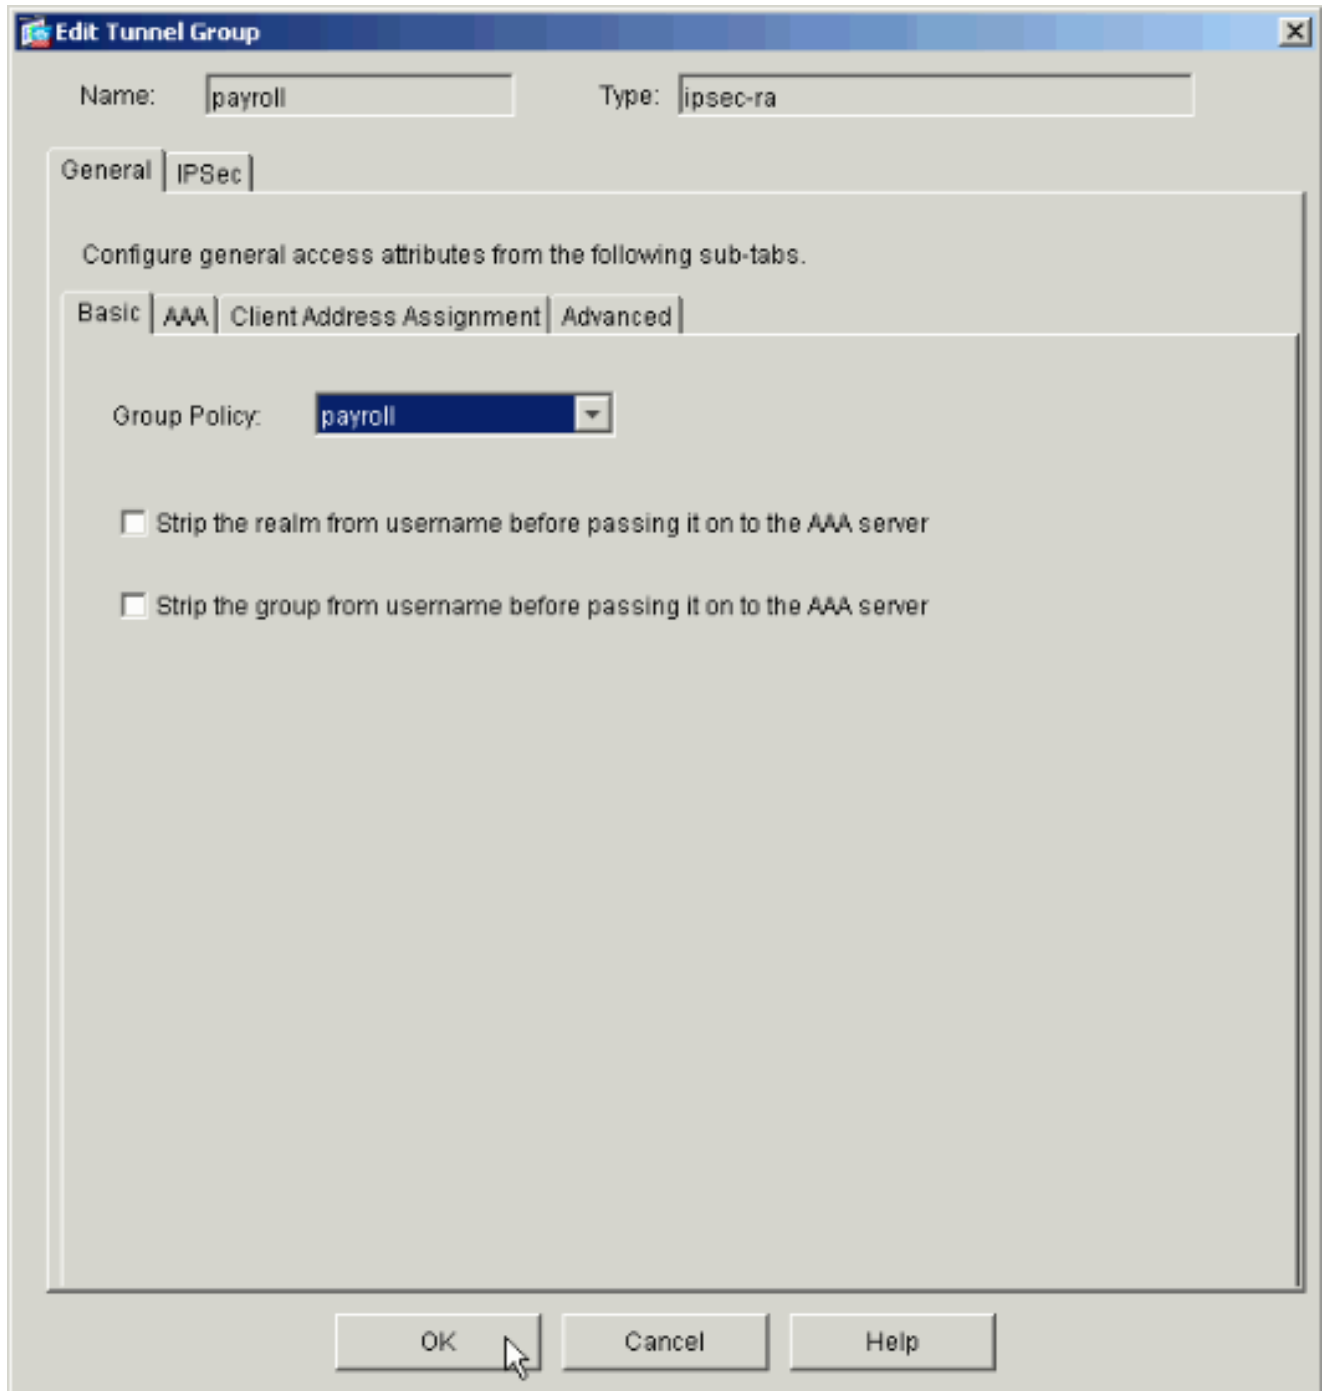 Edit Tunnel Group
Name: payroll Type: ipsec-ra
General IPSec
Configure general access attributes from the following sub-tabs.
Basic AAA Client Address Assignment Advanced
Group Policy: payroll
Strip the realm from username before passing it on to the AAA server
Strip the group from username before passing it on to the AAA server
OK Cancel Help